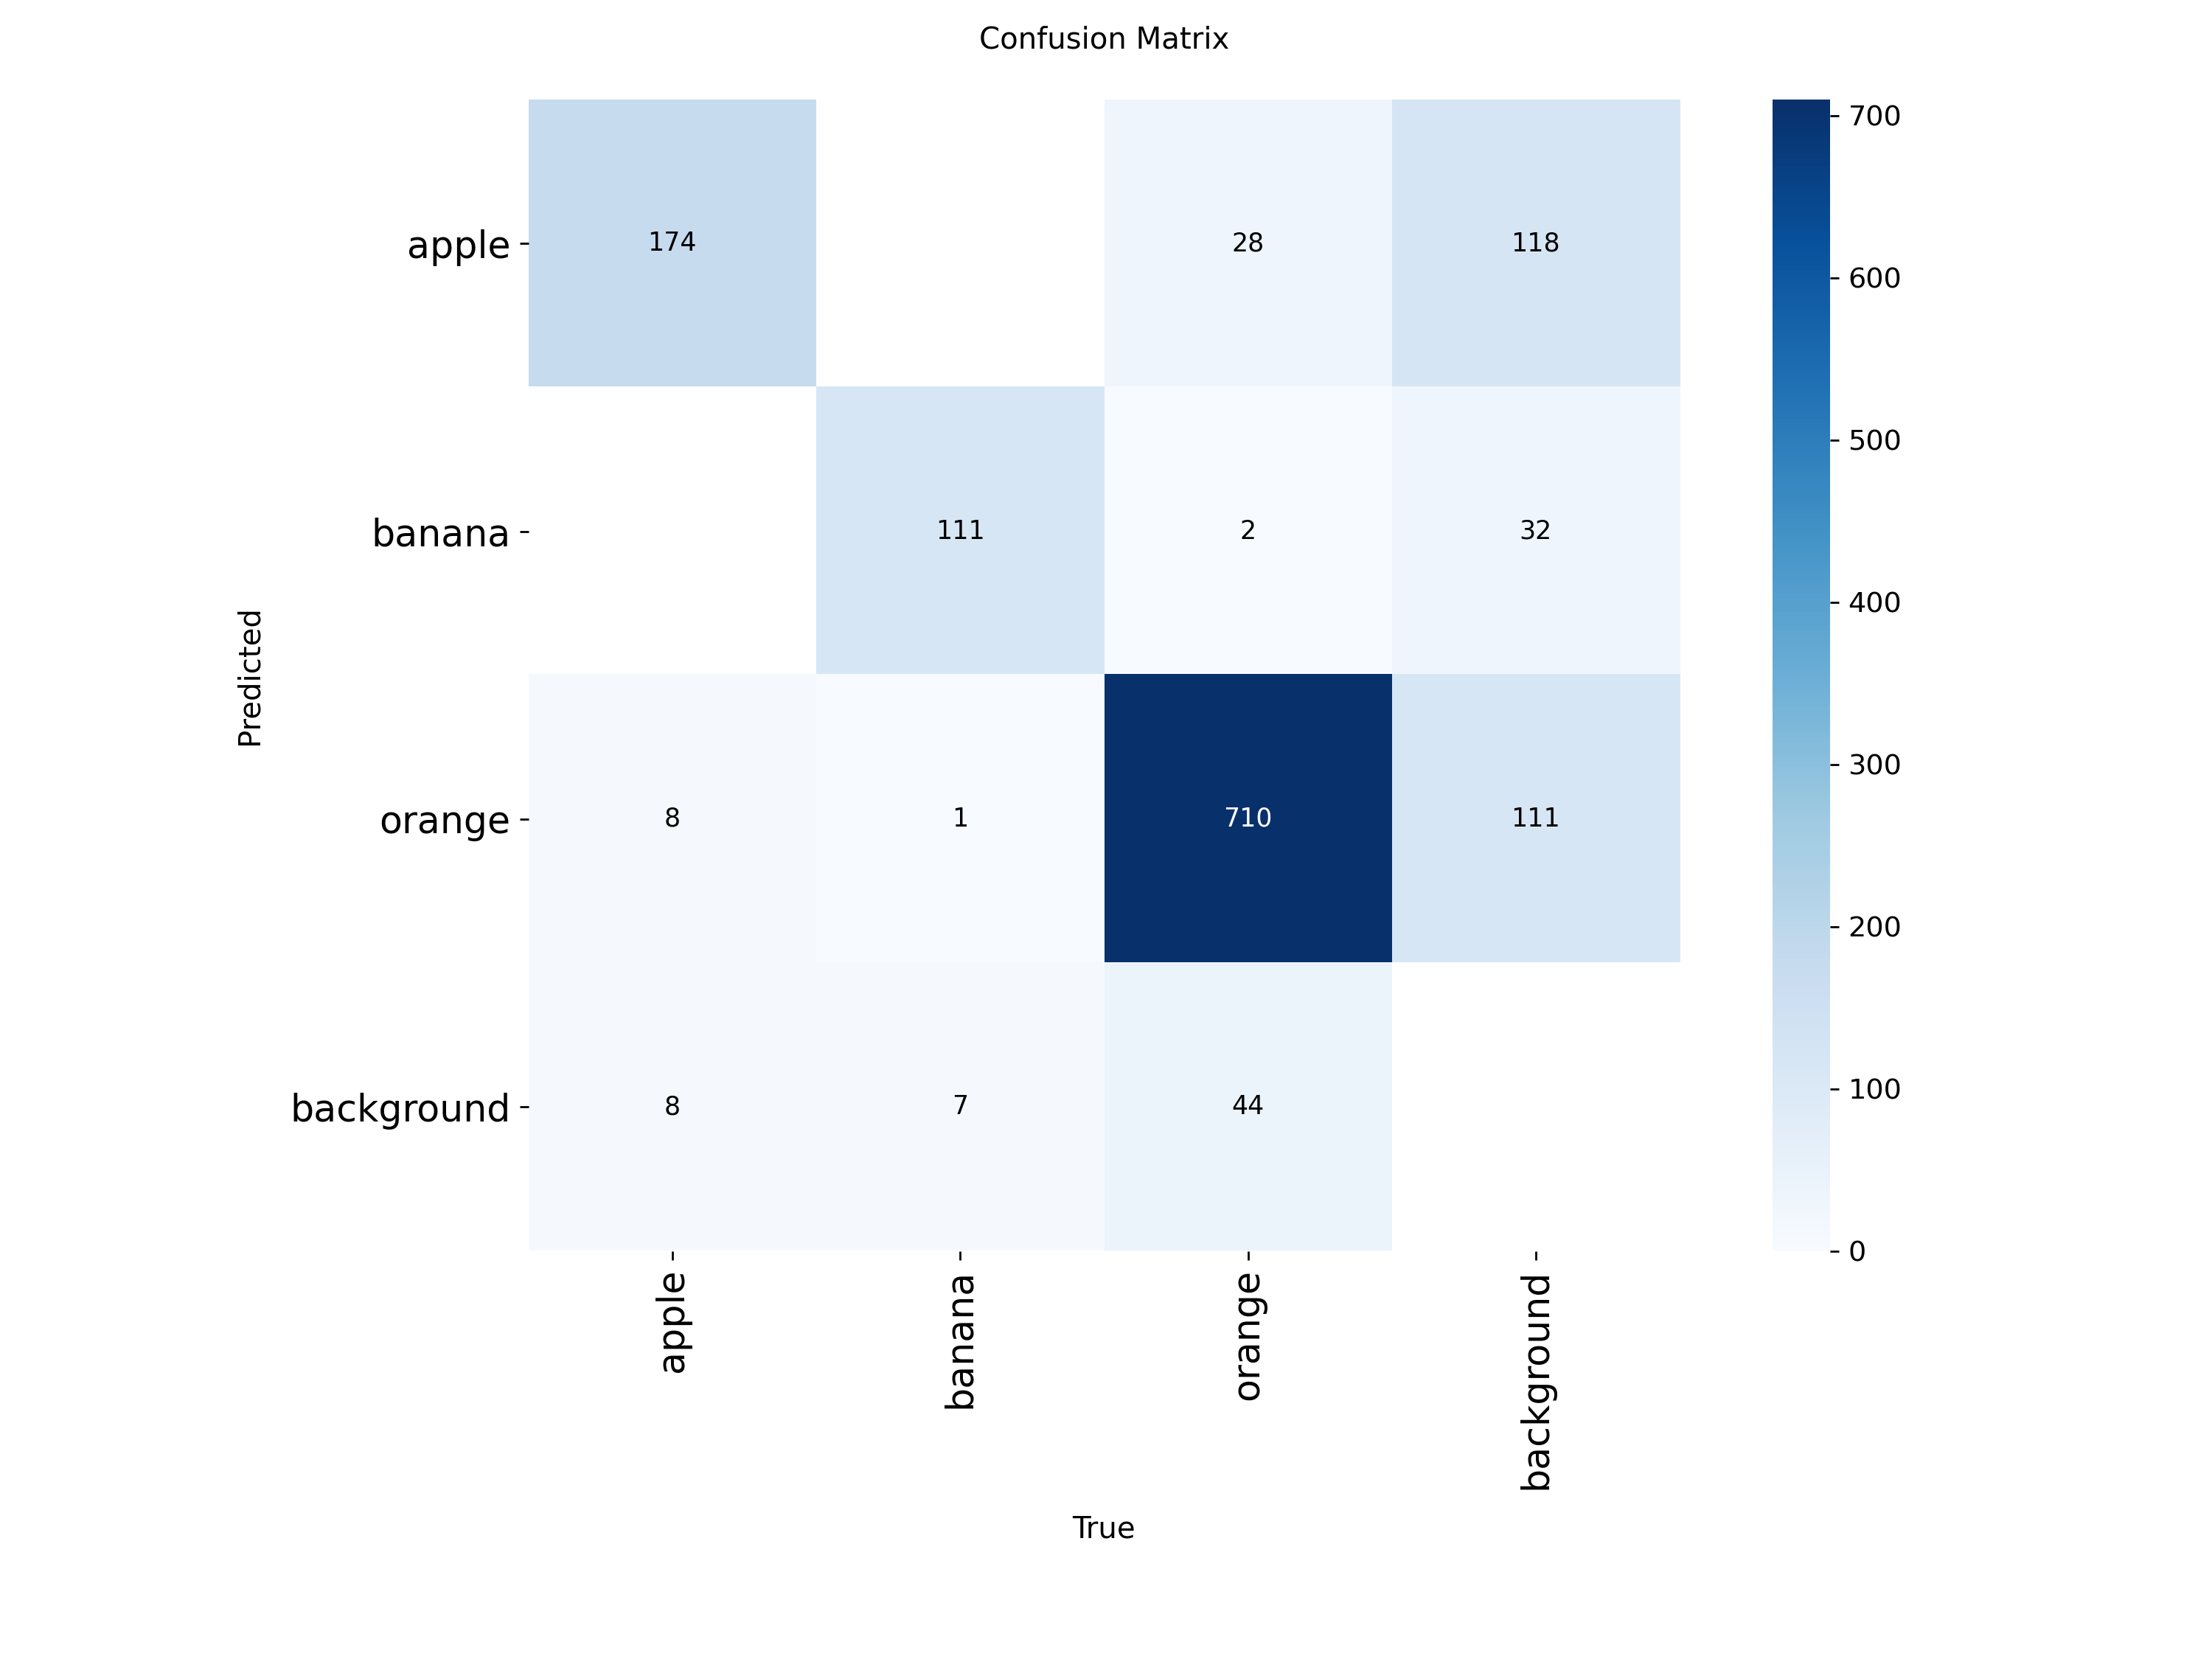 Confusion Matrix
apple 174 28 118
banana 111 2 32
orange 8 1 710 111
background 8 7 44
apple banana orange background
True
Predicted
700
600
500
400
300
200
100
0